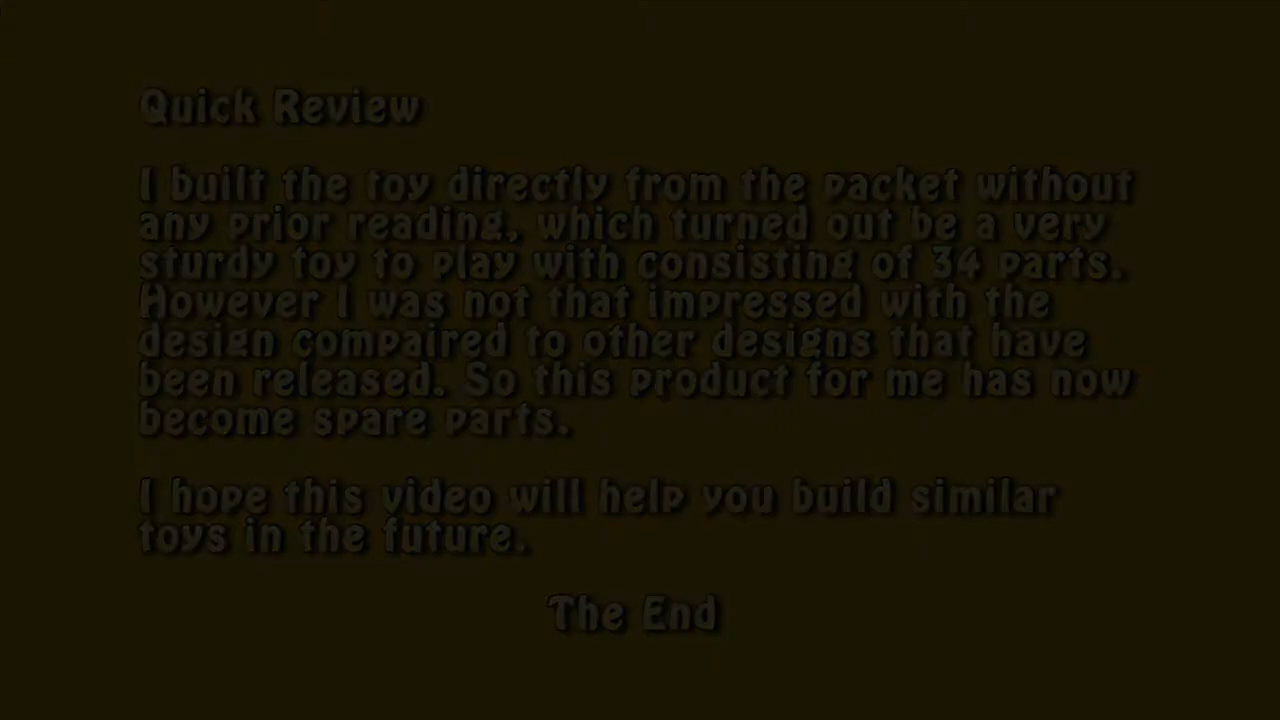 Quick Review
I built the toy directly from the packet without
any prior reading, which turned out be a very
sturdy toy to play with consisting of 34 parts.
However I was not that impressed with the
design compaired to other designs that have
been released. So this product for me has now
become spare parts.
I hope this video will help you build similar
toys in the future.
The End